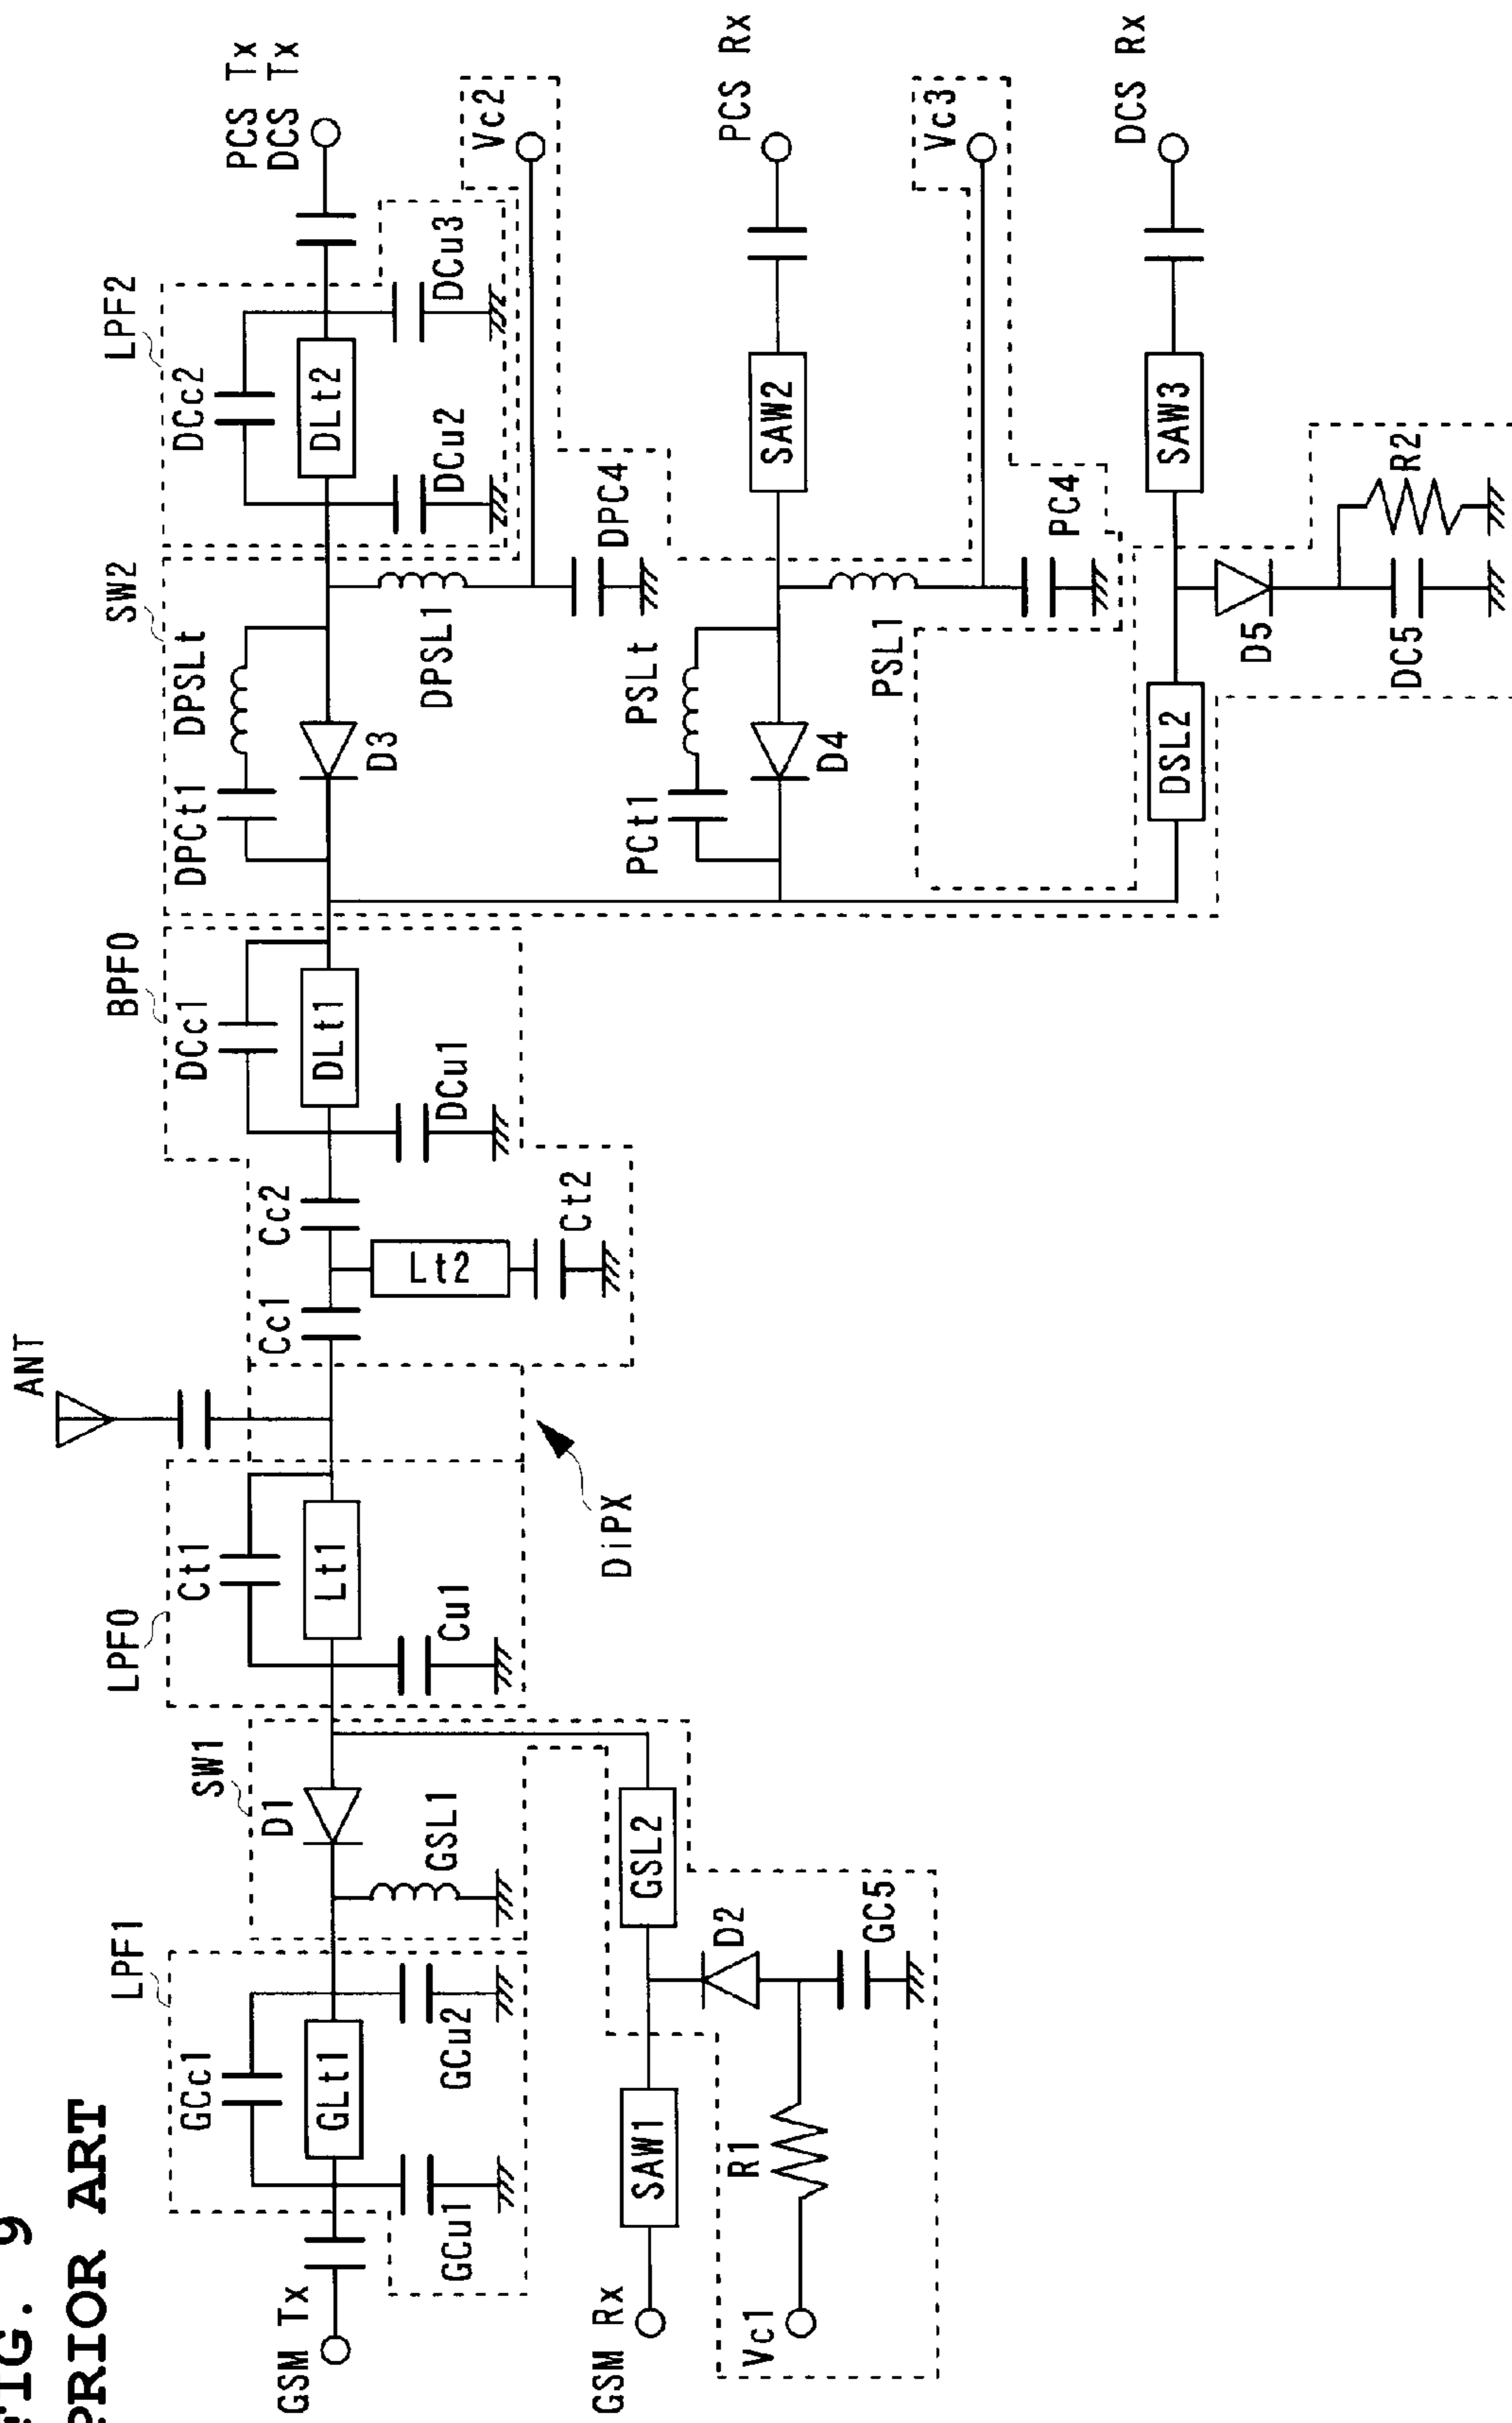 FIG. 9
PRIOR ART
ANT
LPF1
SW1
LPF0
BPF0
SW2
LPF2
GSM Tx
GCc1
GLt1
GCu1
GCu2
D1
GSL1
Ct1
Lt1
Cu1
DiPX
Cc1
Cc2
Lt2
Ct2
DCc1
DLt1
DCu1
DPCt1
DPSLt
D3
DPSL1
DPC4
DCc2
DLt2
DCu2
DCu3
PCS Tx
DCS Tx
Vc2
GSM Rx
SAW1
GSL2
D2
GC5
R1
Vc1
PCt1
PSLt
D4
PSL1
PC4
SAW2
PCS Rx
Vc3
DSL2
D5
DC5
R2
SAW3
DCS Rx